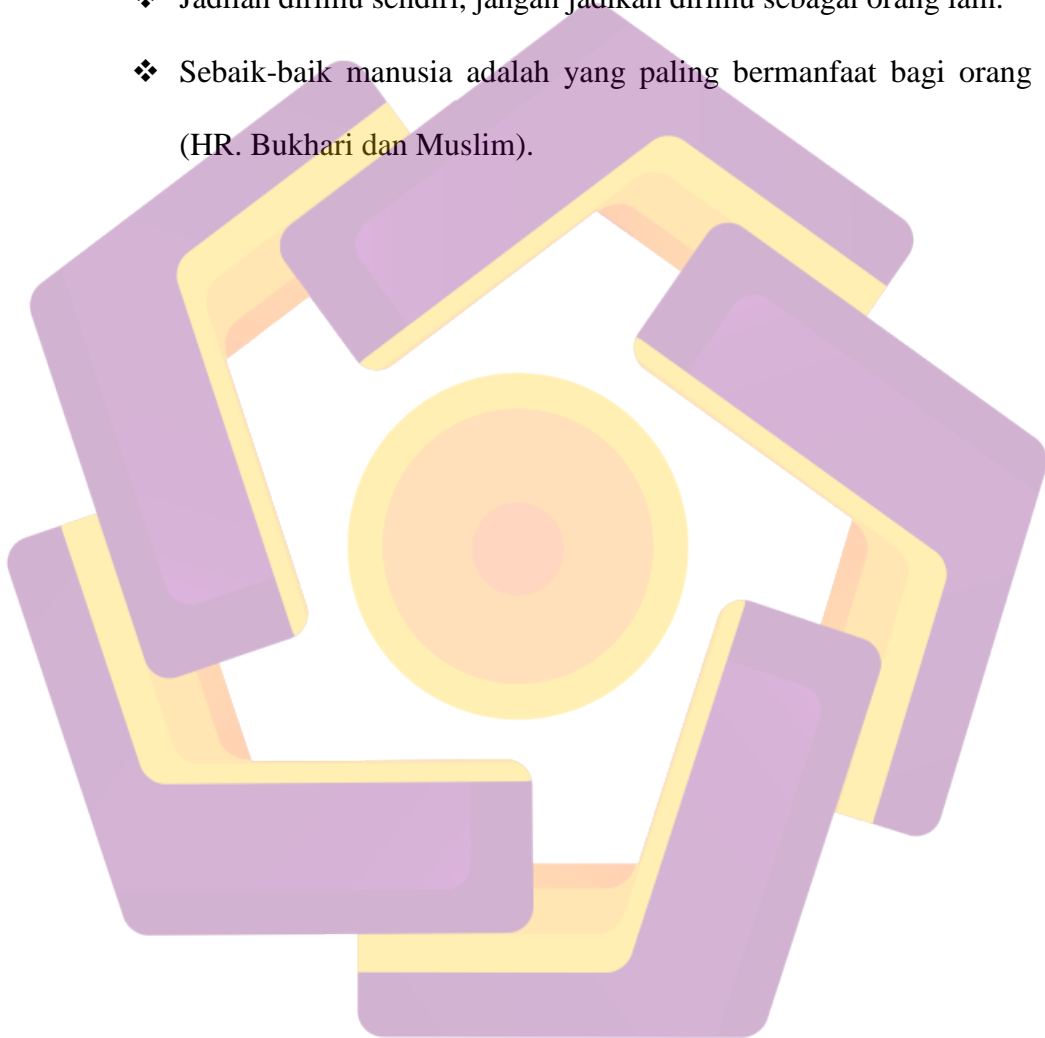 ❖ Jadilah dirimu sendiri, jangan jadikan dirimu sebagai orang lain.
❖ Sebaik-baik manusia adalah yang paling bermanfaat bagi orang
(HR. Bukhari dan Muslim).